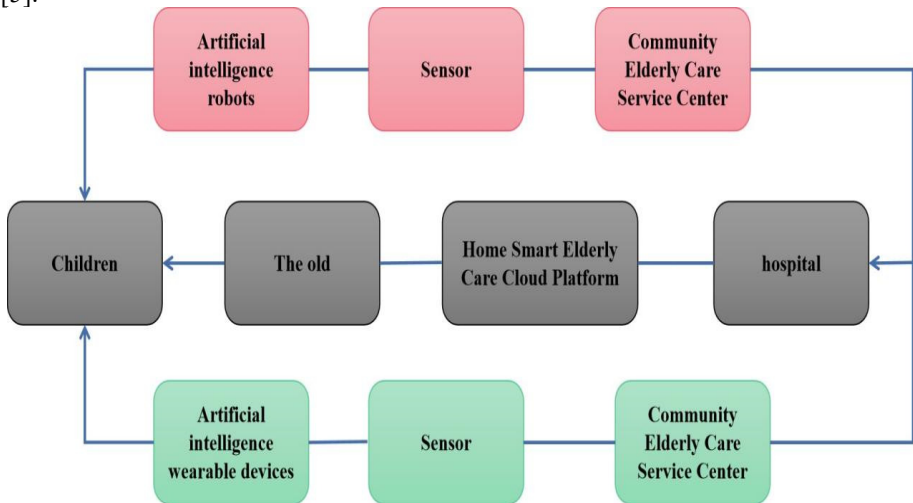 [5].
Artificial
intelligence
robots
Sensor
Community
Elderly Care
Service Center
Children
The old
Home Smart Elderly
Care Cloud Platform
hospital
Artificial
intelligence
wearable devices
Sensor
Community
Elderly Care
Service Center